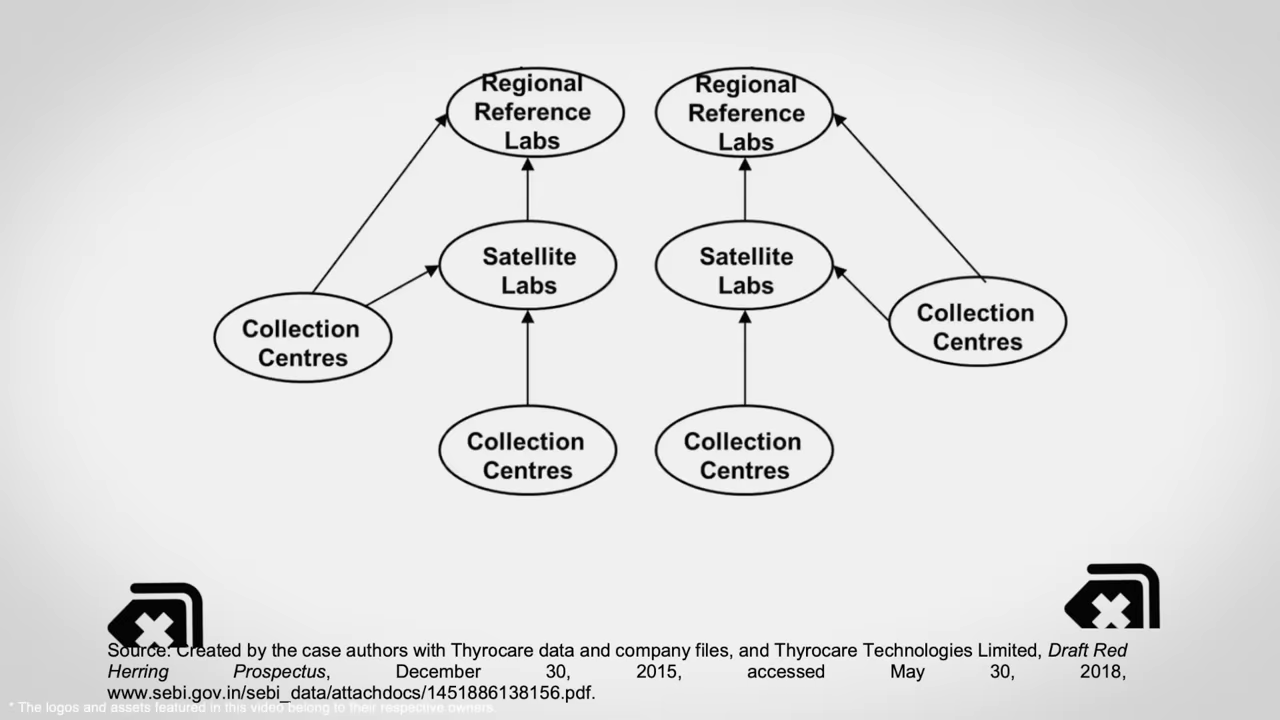 Regional
Reference
Labs
Regional
Reference
Labs
Satellite
Labs
Satellite
Labs
Collection
Centres
Collection
Centres
Collection
Centres
Collection
Centres
Source: Created by the case authors with Thyrocare data and company files, and Thyrocare Technologies Limited, Draft Red
Herring Prospectus, December 30, 2015, accessed May 30, 2018,
www.sebi.gov.in/sebi_data/attachdocs/1451886138156.pdf.
* The logos and assets featured in this video belong to their respective owners.